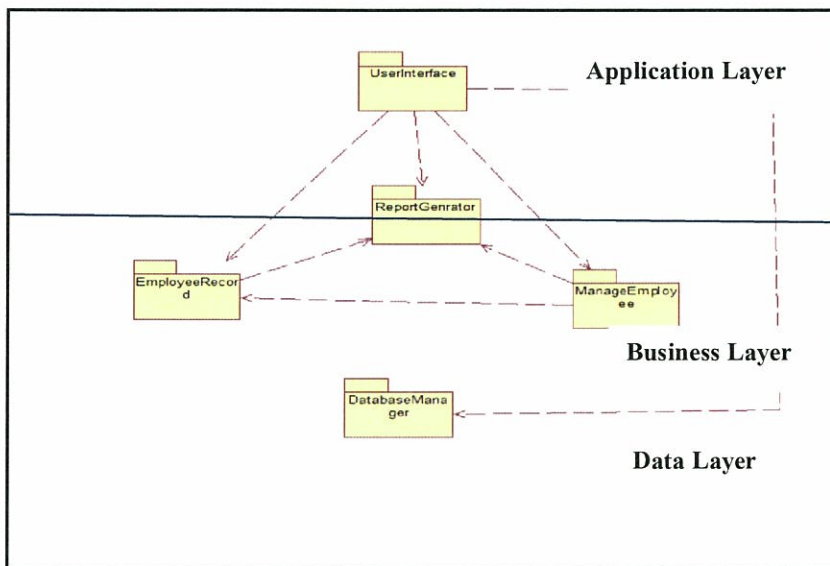 UserInterface
Application Layer
ReportGenrator
EmployeeRecor
d
ManageEmploy
ee
Business Layer
DatabaseMana
ger
Data Layer